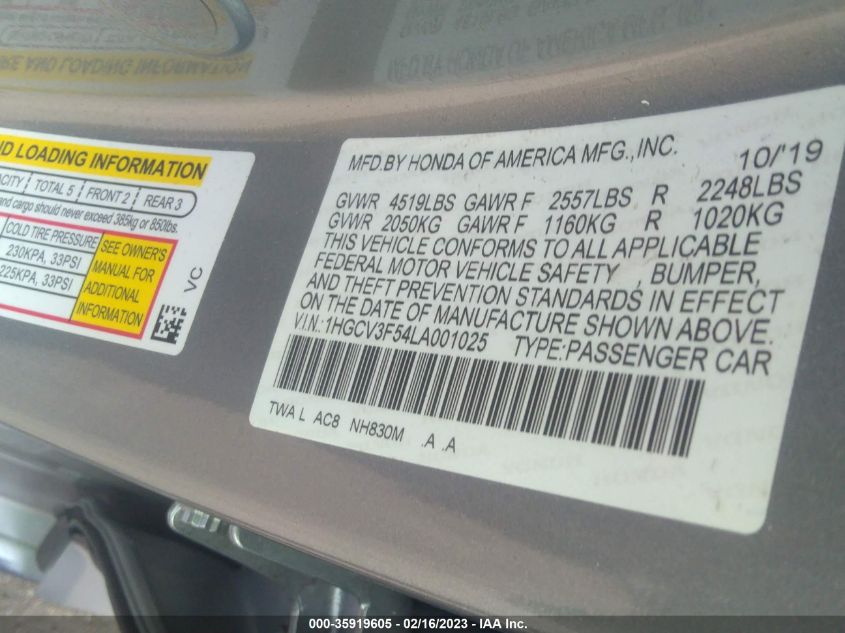 ND LOADING INFORMATION
ACITY TOTAL 5 FRONT 2 REAR 3
and cargo should never exceed 385kg or 850lbs.
COLD TIRE PRESSURE
230KPA, 33PSI
225KPA, 33PSI
SEE OWNER'S
MANUAL FOR
ADDITIONAL
INFORMATION
VC
MFD.BY HONDA OF AMERICA MFG.,INC. 10/'19
GVWR 4519LBS GAWR F 2557LBS R 2248LBS
GVWR 2050KG GAWR F 1160KG R 1020KG
THIS VEHICLE CONFORMS TO ALL APPLICABLE
FEDERAL MOTOR VEHICLE SAFETY , BUMPER,
AND THEFT PREVENTION STANDARDS IN EFFECT
ON THE DATE OF MANUFACTURE SHOWN ABOVE.
V.I.N.:1HGCV3F54LA001025 TYPE:PASSENGER CAR
TWA L AC8 NH830M .A .A
000-35919605 - 02/16/2023 - IAA Inc.